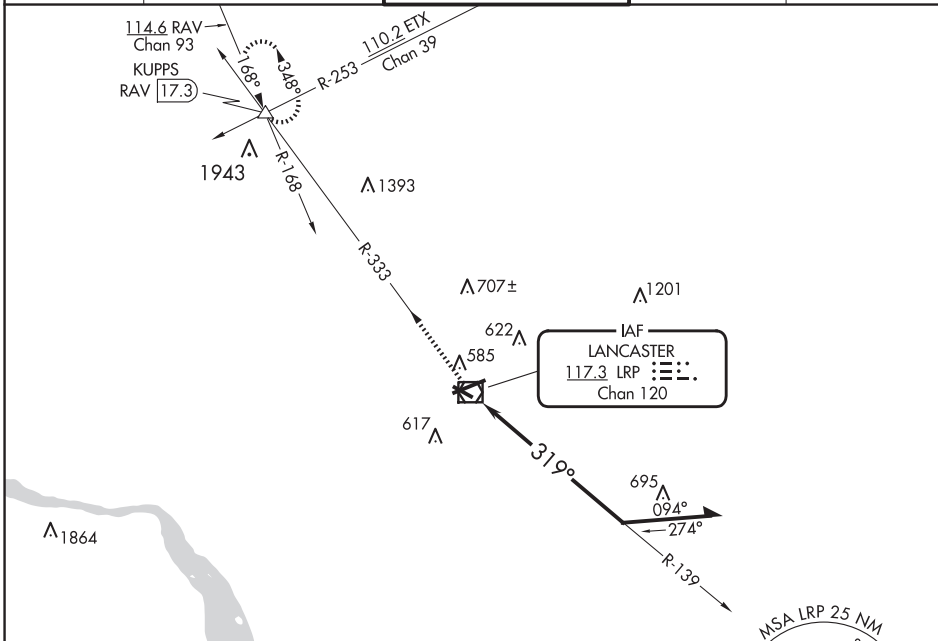 114.6 RAV
Chan 93
110.2 ETX
Chan 39
KUPPS
RAV 17.3
168°
348°
R-253
1943
R-168
1393
R-333
707±
1201
622
585
IAF
LANCASTER
117.3 LRP
Chan 120
617
319°
695
094°
274°
1864
R-139
MSA LRP 25 NM